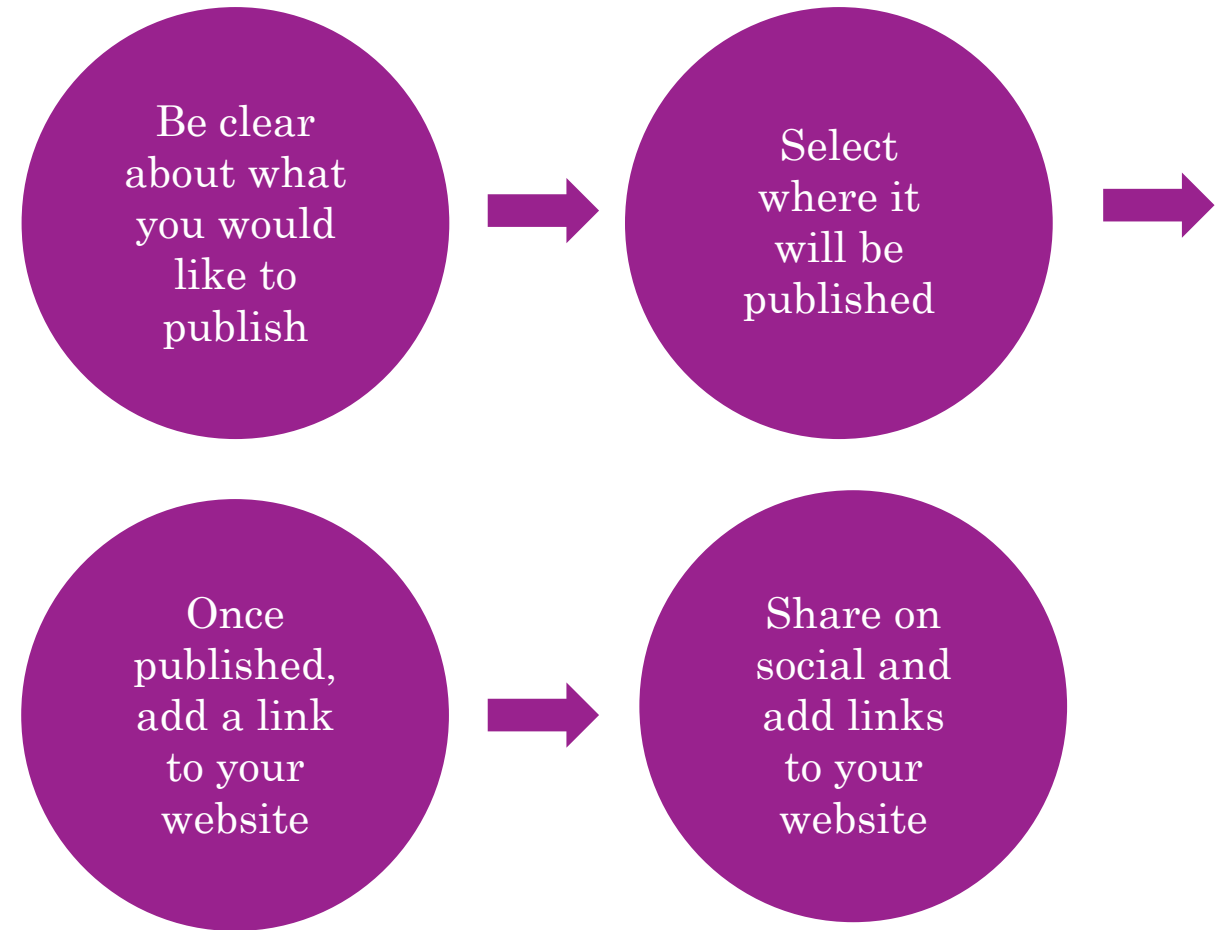 Be clear
about what
you would
like to
publish
Select
where it
will be
published
Once
published,
add a link
to your
website
Share on
social and
add links
to your
website